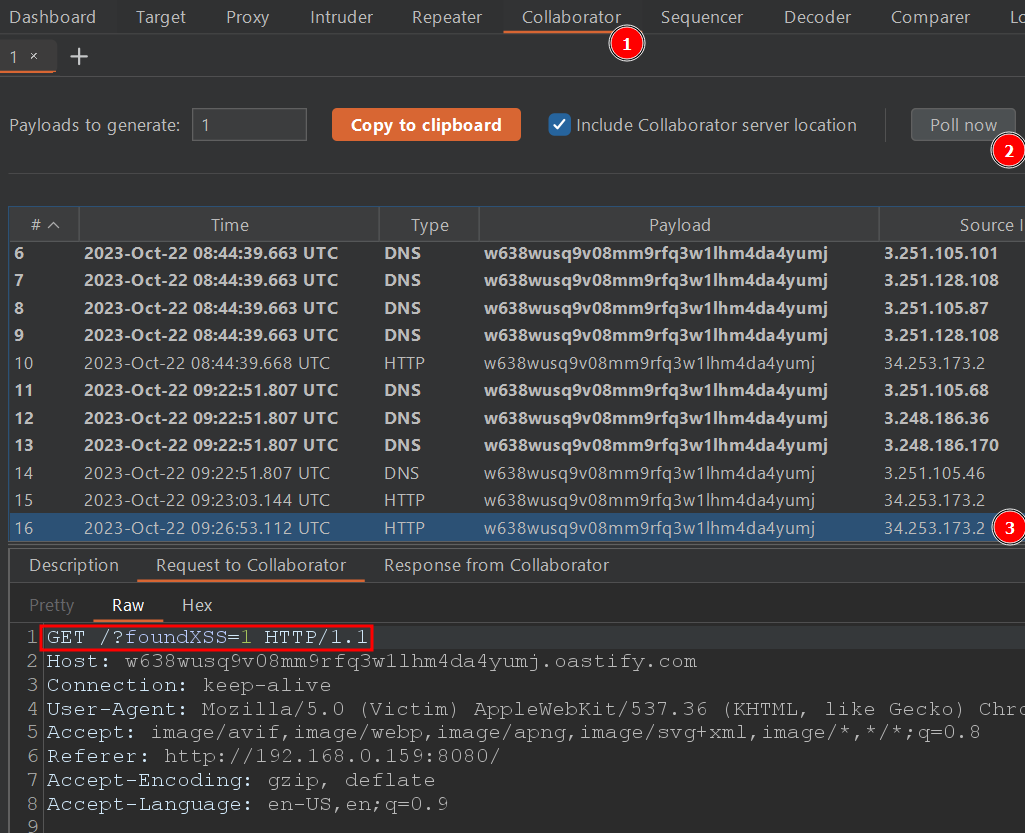 Dashboard Target Proxy Intruder Repeater Collaborator Sequencer Decoder Comparer
1
1 × +
Payloads to generate: 1 Copy to clipboard Include Collaborator server location Poll now
2
# Time Type Payload Source I
6 2023-Oct-22 08:44:39.663 UTC DNS w638wusq9v08mm9rfq3w1lhm4da4yumj 3.251.105.101
7 2023-Oct-22 08:44:39.663 UTC DNS w638wusq9v08mm9rfq3w1lhm4da4yumj 3.251.128.108
8 2023-Oct-22 08:44:39.663 UTC DNS w638wusq9v08mm9rfq3w1lhm4da4yumj 3.251.105.87
9 2023-Oct-22 08:44:39.663 UTC DNS w638wusq9v08mm9rfq3w1lhm4da4yumj 3.251.128.108
10 2023-Oct-22 08:44:39.668 UTC HTTP w638wusq9v08mm9rfq3w1lhm4da4yumj 34.253.173.2
11 2023-Oct-22 09:22:51.807 UTC DNS w638wusq9v08mm9rfq3w1lhm4da4yumj 3.251.105.68
12 2023-Oct-22 09:22:51.807 UTC DNS w638wusq9v08mm9rfq3w1lhm4da4yumj 3.248.186.36
13 2023-Oct-22 09:22:51.807 UTC DNS w638wusq9v08mm9rfq3w1lhm4da4yumj 3.248.186.170
14 2023-Oct-22 09:22:51.807 UTC DNS w638wusq9v08mm9rfq3w1lhm4da4yumj 3.251.105.46
15 2023-Oct-22 09:23:03.144 UTC HTTP w638wusq9v08mm9rfq3w1lhm4da4yumj 34.253.173.2
16 2023-Oct-22 09:26:53.112 UTC HTTP w638wusq9v08mm9rfq3w1lhm4da4yumj 34.253.173.2 3
Description Request to Collaborator Response from Collaborator
Pretty Raw Hex
1 GET /?foundXSS=1 HTTP/1.1
2 Host: w638wusq9v08mm9rfq3w1lhm4da4yumj.oastify.com
3 Connection: keep-alive
4 User-Agent: Mozilla/5.0 (Victim) AppleWebKit/537.36 (KHTML, like Gecko) Chro
5 Accept: image/avif,image/webp,image/apng,image/svg+xml,image/*,*/*;q=0.8
6 Referer: http://192.168.0.159:8080/
7 Accept-Encoding: gzip, deflate
8 Accept-Language: en-US,en;q=0.9
9